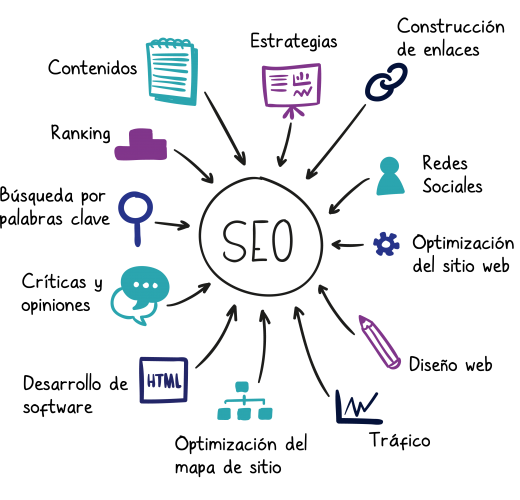 Construcción
de enlaces
Estrategias
Contenidos
Ranking
Redes
Sociales
Búsqueda por
palabras clave
SEO
Optimización
del sitio web
Críticas y
opiniones
Diseño web
HTML
Desarrollo de
software
Tráfico
Optimización del
mapa de sitio